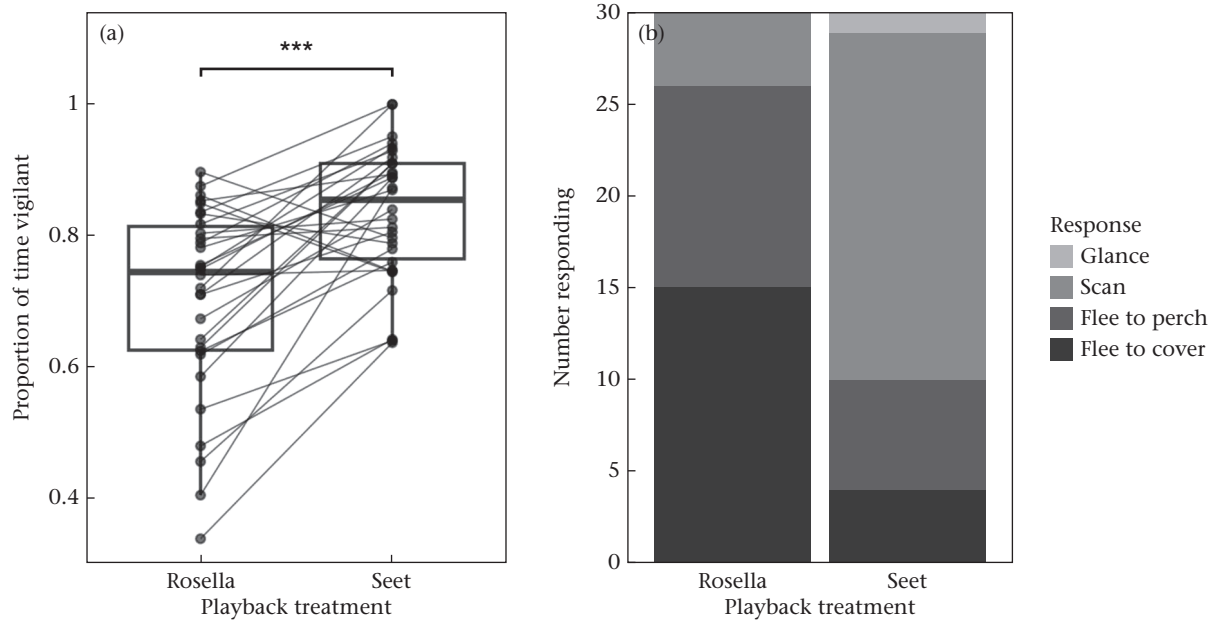 (a)
***
Proportion of time vigilant
1
0.8
0.6
0.4
Rosella
Seet
Playback treatment
(b)
Number responding
30
25
20
15
10
5
0
Rosella
Seet
Playback treatment
Response
Glance
Scan
Flee to perch
Flee to cover